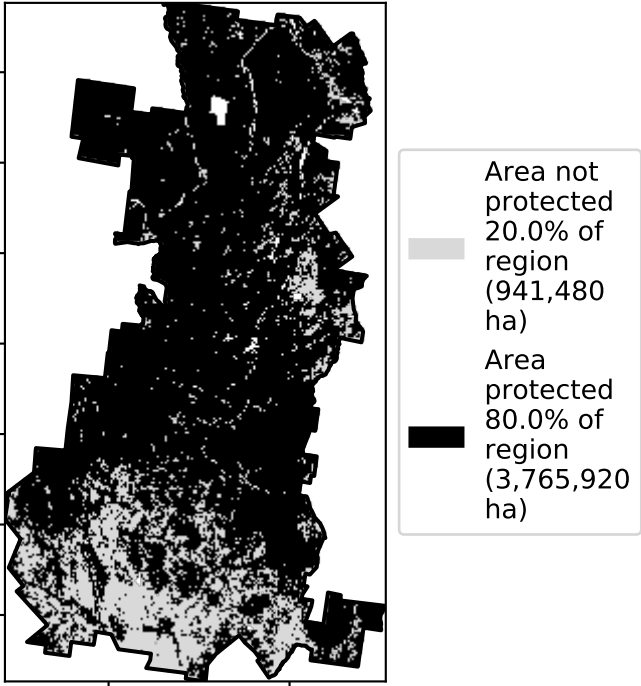 Area not
protected
20.0% of
region
(941,480
ha)
Area
protected
80.0% of
region
(3,765,920
ha)